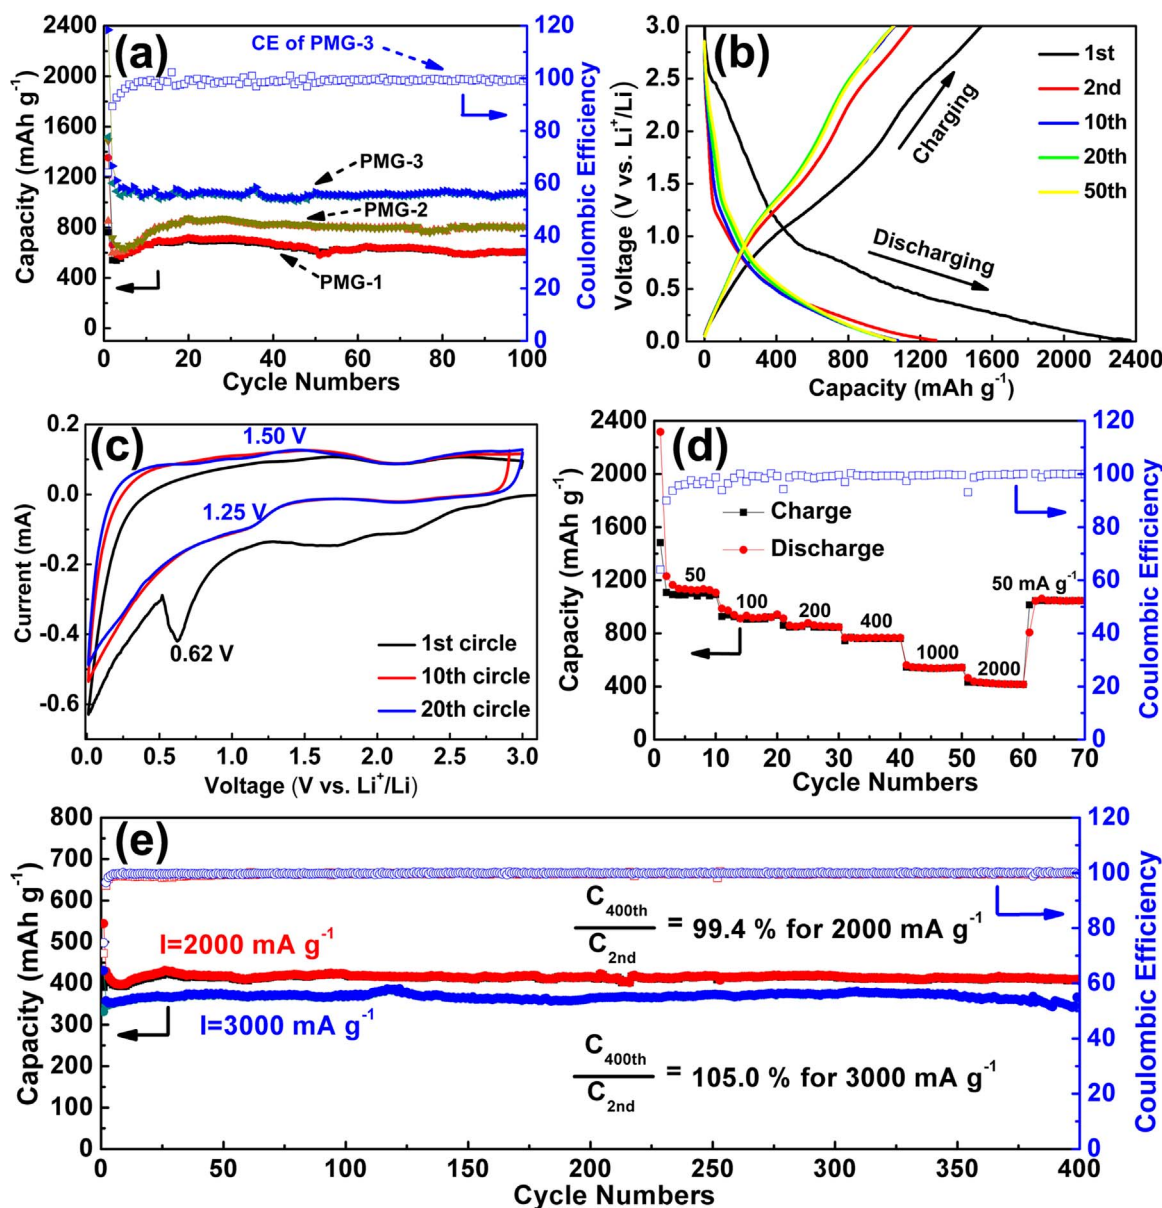 (a)
2400
2000
1600
1200
800
400
0
Capacity (mAh g-1)
CE of PMG-3
PMG-3
PMG-2
PMG-1
0
20
40
60
80
100
Cycle Numbers
120
100
80
60
40
20
0
Coulombic Efficiency
(b)
3.0
2.5
2.0
1.5
1.0
0.5
0.0
Voltage (V vs. Li+/Li)
1st
2nd
10th
20th
50th
Charging
Discharging
0
400
800
1200
1600
2000
2400
Capacity (mAh g-1)
(c)
0.2
0.0
-0.2
-0.4
-0.6
Current (mA)
1.50 V
1.25 V
0.62 V
1st circle
10th circle
20th circle
0.0
0.5
1.0
1.5
2.0
2.5
3.0
Voltage (V vs. Li+/Li)
(d)
2400
2000
1600
1200
800
400
0
Capacity (mAh g-1)
Charge
Discharge
50
100
200
400
1000
2000
50 mA g-1
0
10
20
30
40
50
60
70
Cycle Numbers
120
100
80
60
40
20
0
Coulombic Efficiency
(e)
800
700
600
500
400
300
200
100
0
Capacity (mAh g-1)
I=2000 mA g-1
I=3000 mA g-1
C400th
C2nd
= 99.4 % for 2000 mA g-1
C400th
C2nd
= 105.0 % for 3000 mA g-1
0
50
100
150
200
250
300
350
400
Cycle Numbers
120
100
80
60
40
20
0
Coulombic Efficiency